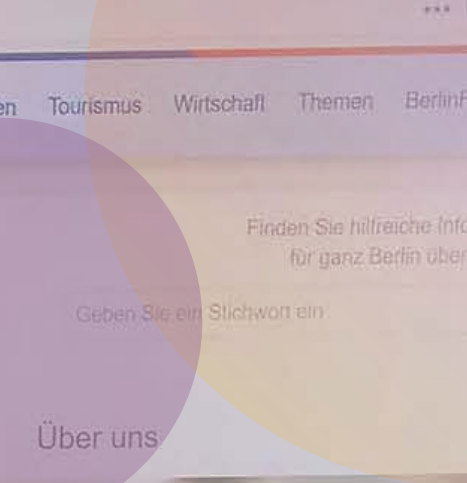 Tourismus Wirtschaft Themen
Finden Sie hilfreiche
für ganz Berlin
Geben Sie ein Stichwort ein
Über uns